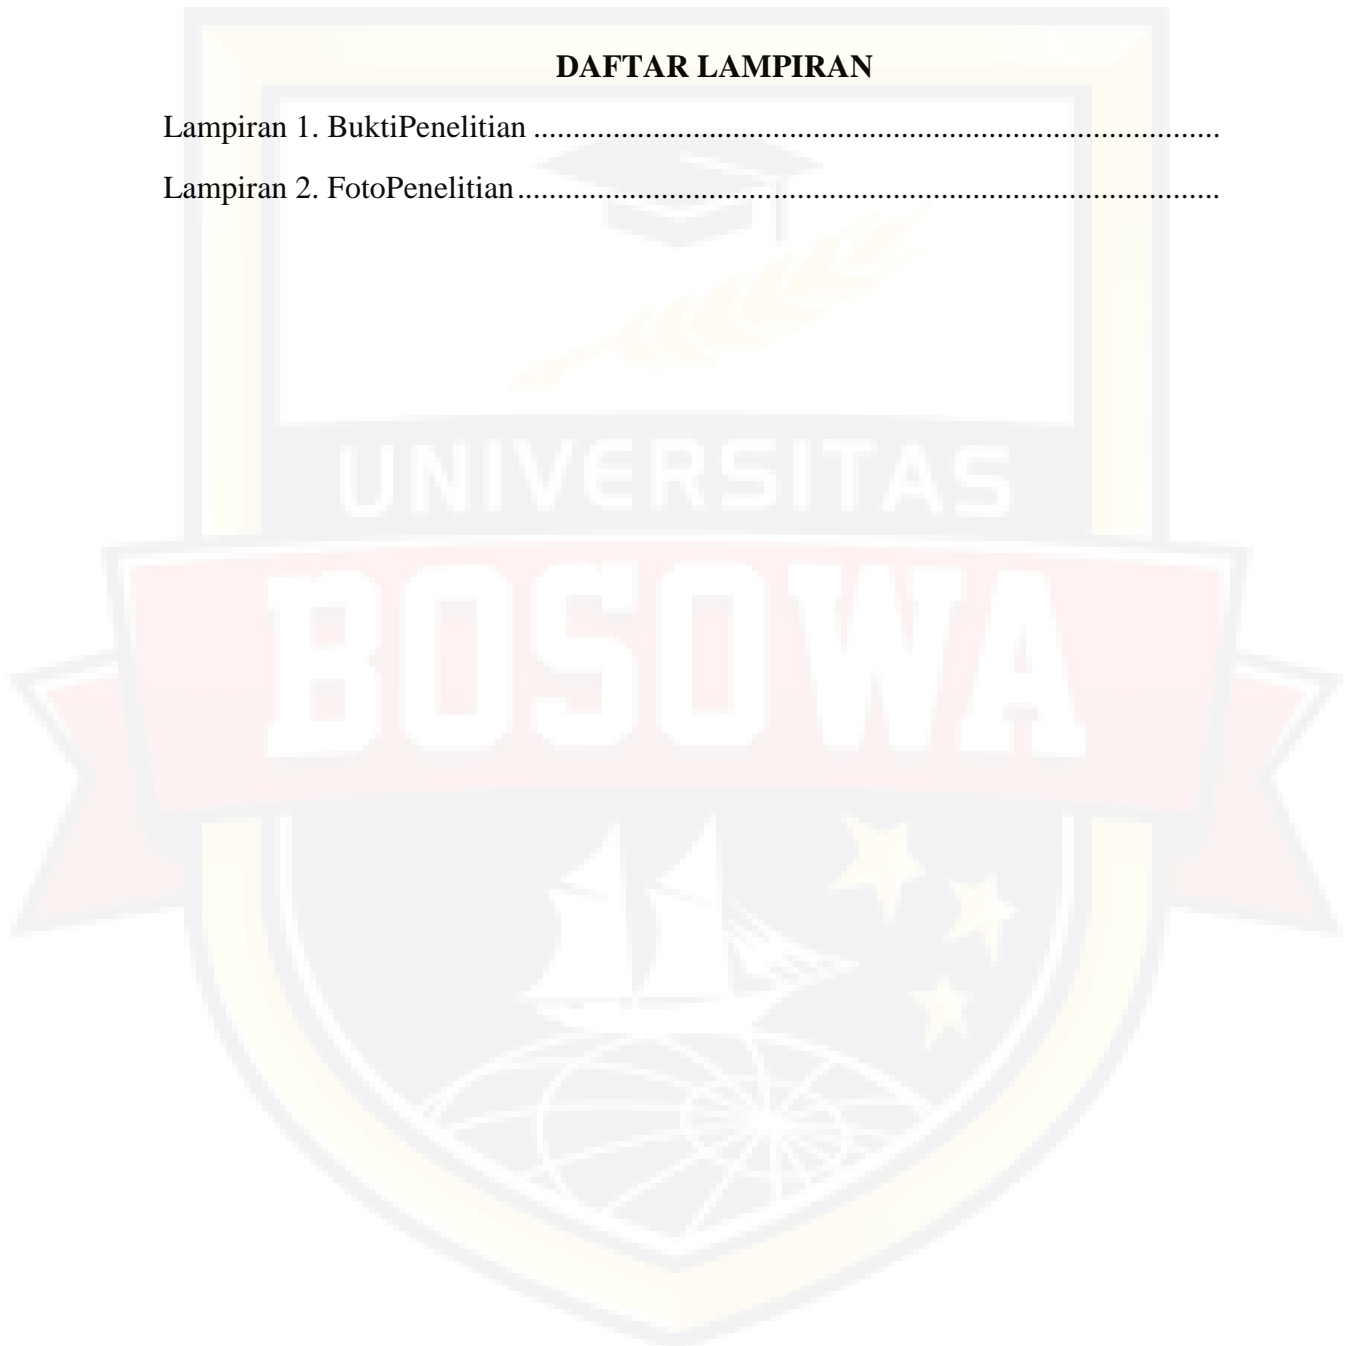 DAFTAR LAMPIRAN
Lampiran 1. BuktiPenelitian ........................................................................................
Lampiran 2. FotoPenelitian..........................................................................................
UNIVERSITAS
BOSOWA